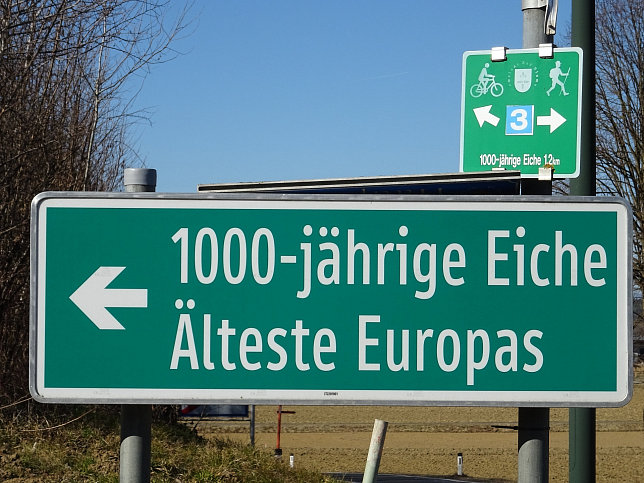 3
1000-jährige Eiche 1.2km
1000-jährige Eiche
Älteste Europas